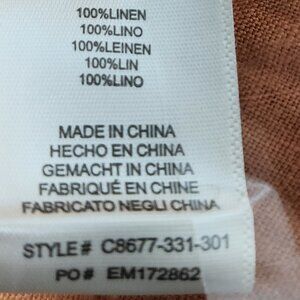 100%LINEN
100%LINO
100%LEINEN
100%LIN
100%LINO
MADE IN CHINA
HECHO EN CHINA
GEMACHT IN CHINA
FABRIQUÉ EN CHINE
FABRICATO NEGLI CHINA
STYLE# C8677-331-301
PO# EM172862